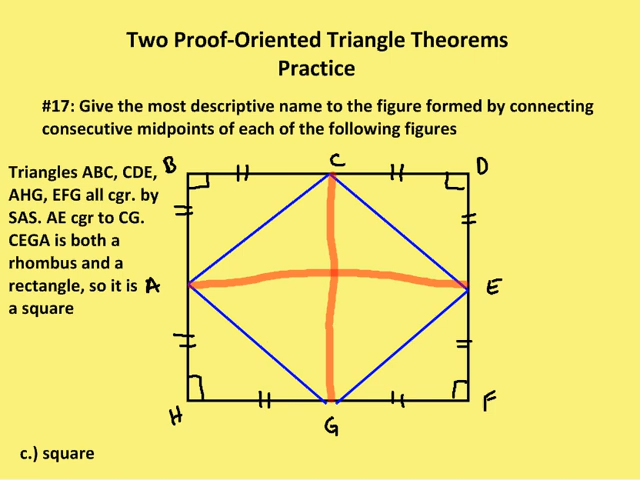 Two Proof-Oriented Triangle Theorems
Practice
#17: Give the most descriptive name to the figure formed by connecting
consecutive midpoints of each of the following figures
Triangles ABC, CDE,
AHG, EFG all cgr. by
SAS. AE cgr to CG.
CEGA is both a
rhombus and a
rectangle, so it is
a square
B C D
A E
H G F
c.) square